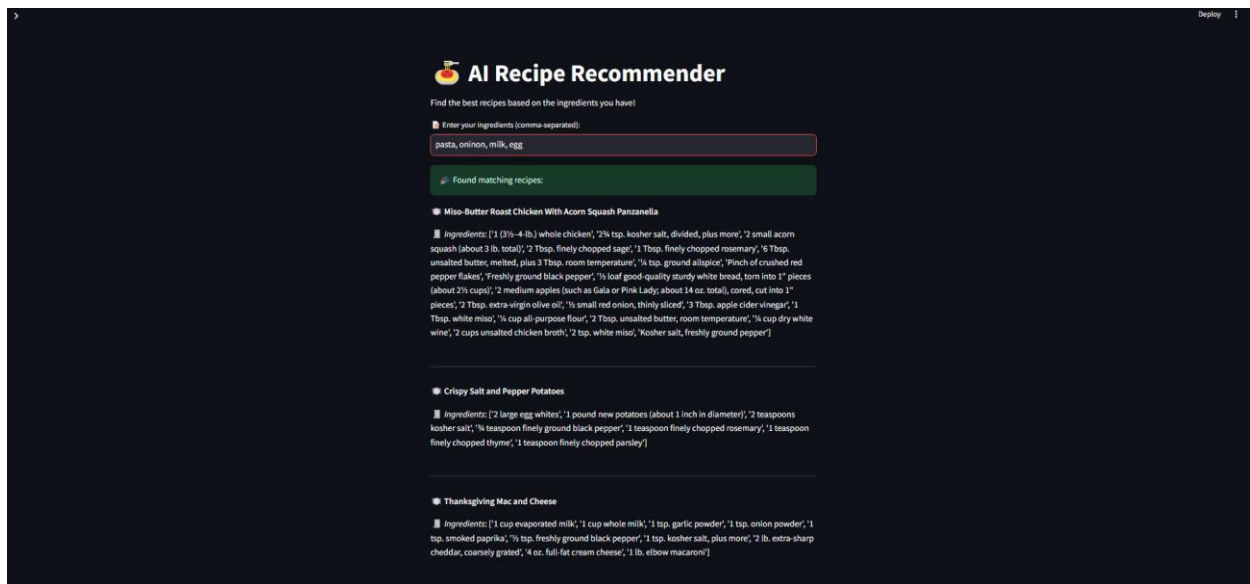 Deploy
AI Recipe Recommender
Find the best recipes based on the ingredients you have!
Enter your ingredients (comma-separated):
pasta, oninon, milk, egg
Found matching recipes:
Miso-Butter Roast Chicken With Acorn Squash Panzanella
Ingredients: ['1 (3½–4-lb.) whole chicken', '2¾ tsp. kosher salt, divided, plus more', '2 small acorn
squash (about 3 lb. total)', '2 Tbsp. finely chopped sage', '1 Tbsp. finely chopped rosemary', '6 Tbsp.
unsalted butter, melted, plus 3 Tbsp. room temperature', '¼ tsp. ground allspice', 'Pinch of crushed red
pepper flakes', 'Freshly ground black pepper', '⅓ loaf good-quality sturdy white bread, torn into 1" pieces
(about 2½ cups)', '2 medium apples (such as Gala or Pink Lady; about 14 oz. total), cored, cut into 1"
pieces', '2 Tbsp. extra-virgin olive oil', '½ small red onion, thinly sliced', '3 Tbsp. apple cider vinegar', '1
Tbsp. white miso', '¼ cup all-purpose flour', '2 Tbsp. unsalted butter, room temperature', '¼ cup dry white
wine', '2 cups unsalted chicken broth', '2 tsp. white miso', 'Kosher salt, freshly ground pepper']
Crispy Salt and Pepper Potatoes
Ingredients: ['2 large egg whites', '1 pound new potatoes (about 1 inch in diameter)', '2 teaspoons
kosher salt', '¾ teaspoon finely ground black pepper', '1 teaspoon finely chopped rosemary', '1 teaspoon
finely chopped thyme', '1 teaspoon finely chopped parsley']
Thanksgiving Mac and Cheese
Ingredients: ['1 cup evaporated milk', '1 cup whole milk', '1 tsp. garlic powder', '1 tsp. onion powder', '1
tsp. smoked paprika', '½ tsp. freshly ground black pepper', '1 tsp. kosher salt, plus more', '2 lb. extra-sharp
cheddar, coarsely grated', '4 oz. full-fat cream cheese', '1 lb. elbow macaroni']